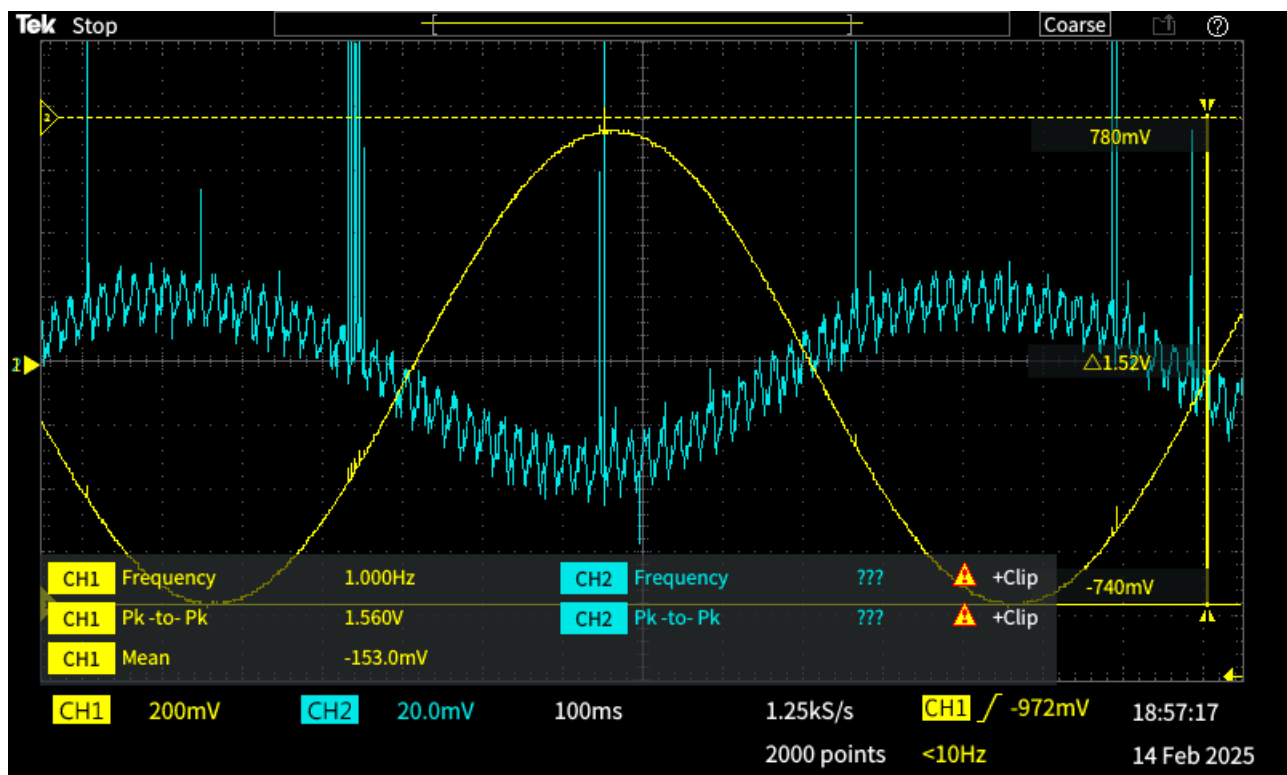 Tek Stop Coarse ?
2
780mV
2
△1.52V
CH1 Frequency 1.000Hz CH2 Frequency ??? +Clip
-740mV
CH1 Pk -to- Pk 1.560V CH2 Pk -to- Pk ??? +Clip
CH1 Mean -153.0mV
CH1 200mV CH2 20.0mV 100ms 1.25kS/s CH1 -972mV 18:57:17
2000 points <10Hz 14 Feb 2025